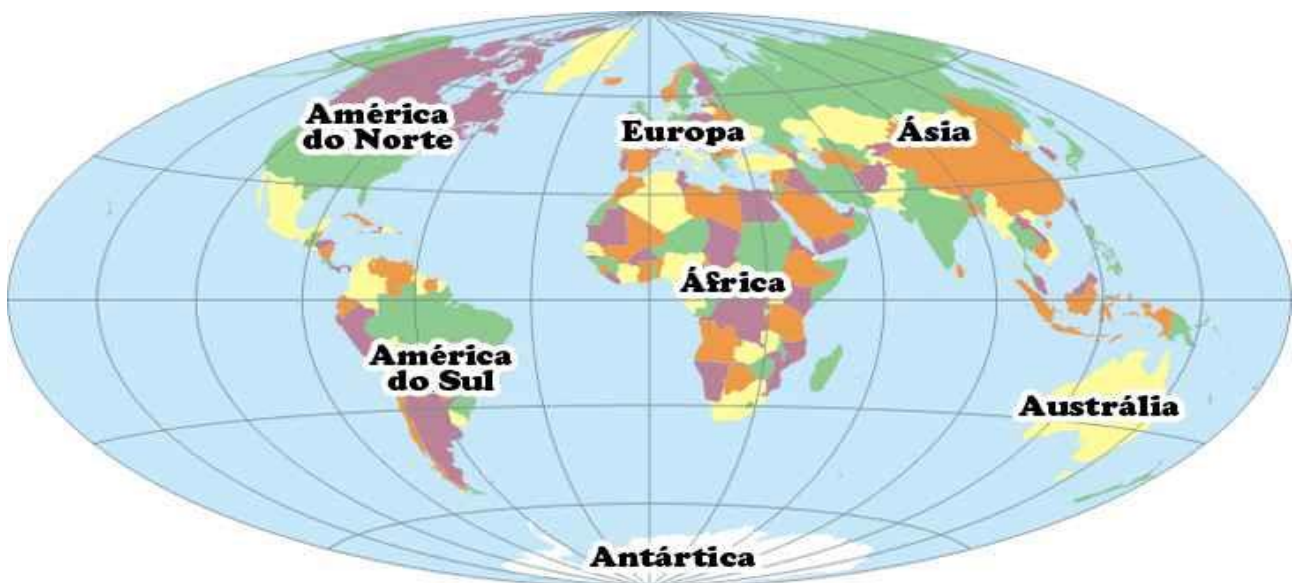 América
do Norte
Europa
Ásia
África
América
do Sul
Austrália
Antártica